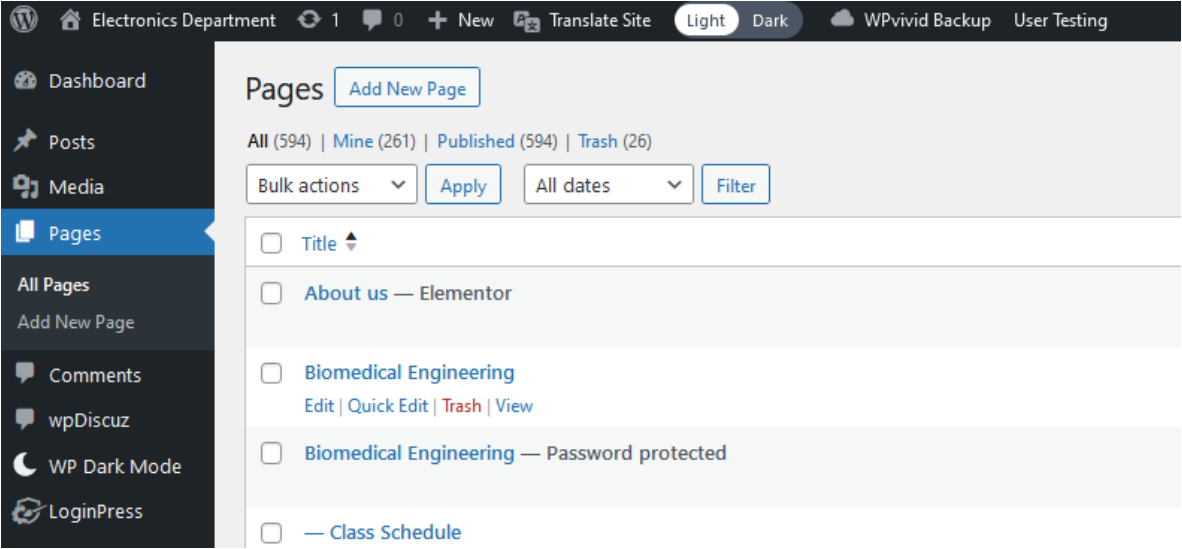 Electronics Department 1 0 New Translate Site Light Dark WPvivid Backup User Testing
Dashboard
Posts
Media
Pages
All Pages
Add New Page
Comments
wpDiscuz
WP Dark Mode
LoginPress
Pages Add New Page
All (594) | Mine (261) | Published (594) | Trash (26)
Bulk actions Apply All dates Filter
Title
About us — Elementor
Biomedical Engineering
Edit | Quick Edit | Trash | View
Biomedical Engineering — Password protected
— Class Schedule